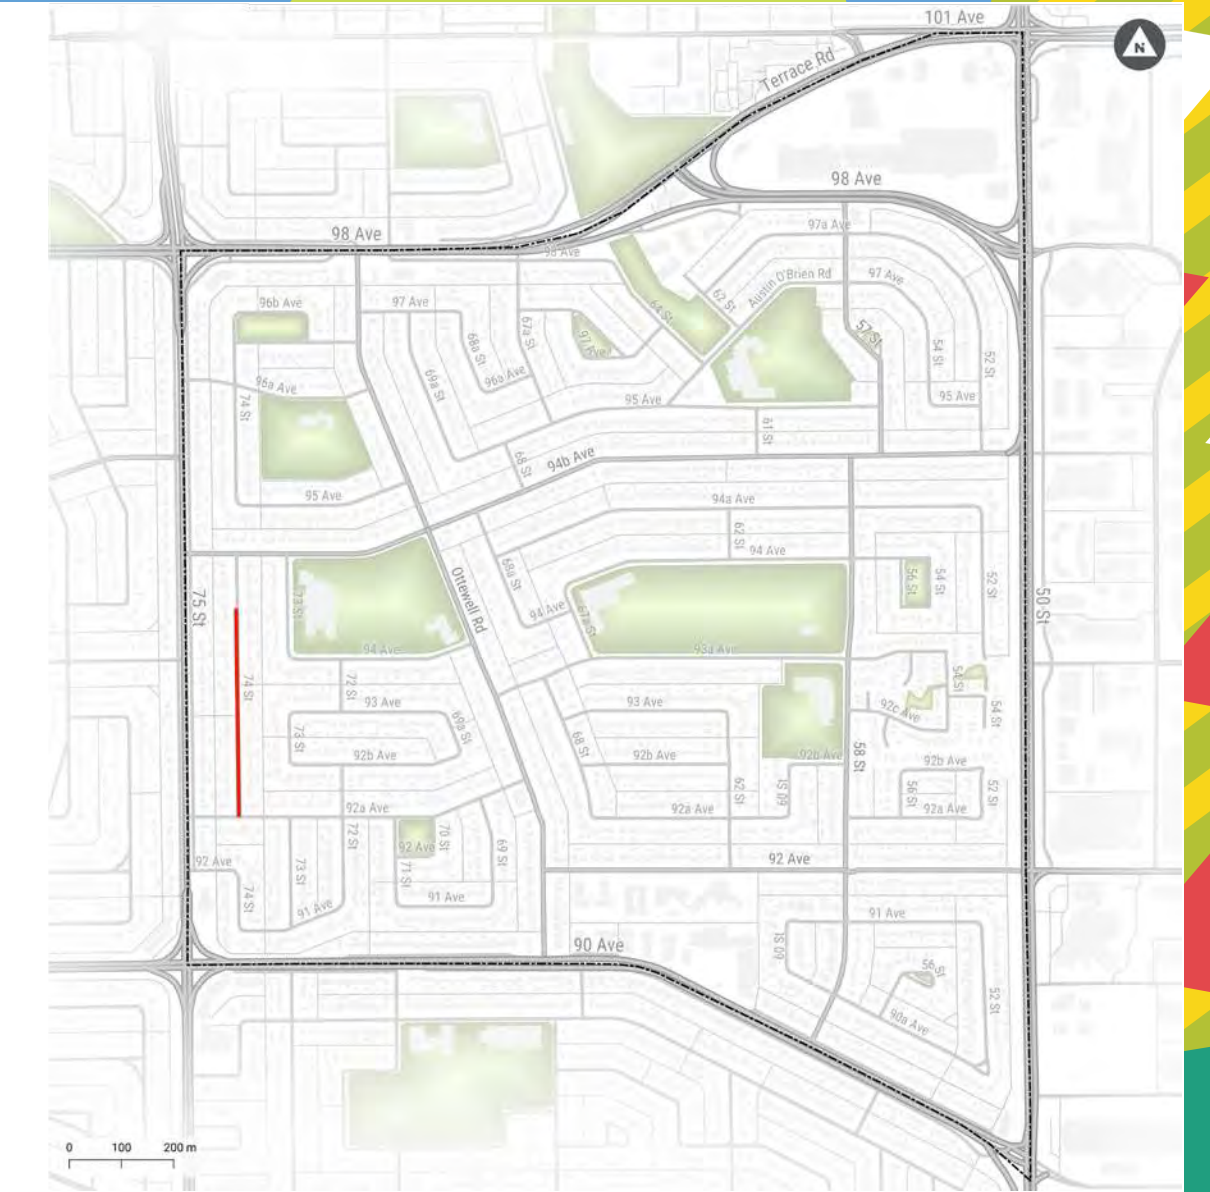 101 Ave
N
Terrace Rd
98 Ave
97a Ave
98 Ave
98 Ave
Austin O'Brien Rd
97 Ave
62 St
96b Ave
97 Ave
64 St
67a St
57 St
97 Ave
68a St
54 St
52 St
96a Ave
69a St
96a Ave
74 St
95 Ave
95 Ave
61 St
68 St
94b Ave
95 Ave
94a Ave
62 St
94 Ave
68a St
Ottewell Rd
56 St
54 St
52 St
75 St
73 St
94 Ave
67a St
50 St
94 Ave
93a Ave
74 St
72 St
54 St
93 Ave
93 Ave
92c Ave
54 St
73 St
69a St
68 St
92b Ave
92b Ave
92b Ave
58 St
92b Ave
62 St
60 St
56 St
52 St
92a Ave
92a Ave
92a Ave
72 St
70 St
92 Ave
69 St
92 Ave
92 Ave
73 St
71 St
74 St
91 Ave
91 Ave
91 Ave
90 Ave
60 St
56 St
52 St
90a Ave
0 100 200 m